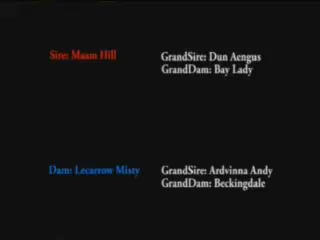 Sire: Maam Hill
GrandSire: Dun Aengus
GrandDam: Bay Lady
Dam: Lecarrow Misty
GrandSire: Ardvinna Andy
GrandDam: Beckingdale